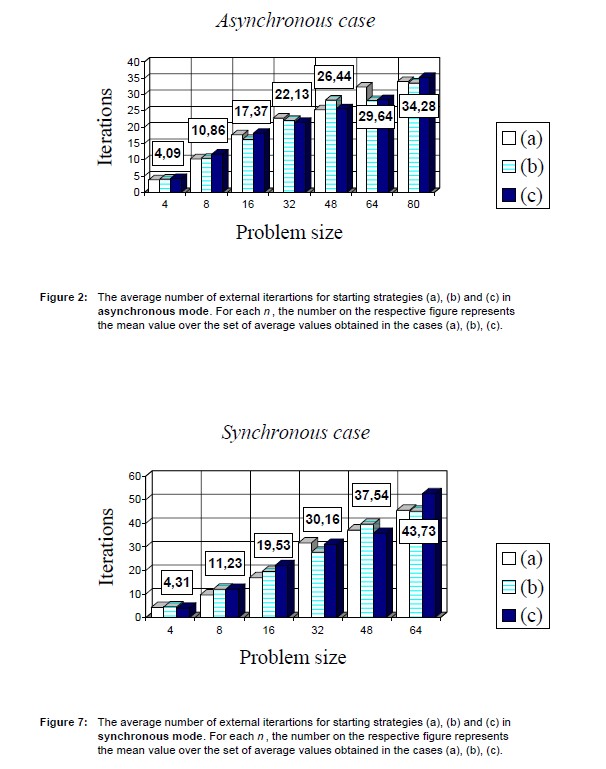 Asynchronous case
40
35
30
25
20
15
10
5
0
Iterations
4,09
10,86
17,37
22,13
26,44
29,64
34,28
4 8 16 32 48 64 80
Problem size
(a)
(b)
(c)
Figure 2: The average number of external iterartions for starting strategies (a), (b) and (c) in
asynchronous mode. For each n, the number on the respective figure represents
the mean value over the set of average values obtained in the cases (a), (b), (c).
Synchronous case
60
50
40
30
20
10
0
Iterations
4,31
11,23
19,53
30,16
37,54
43,73
4 8 16 32 48 64
Problem size
(a)
(b)
(c)
Figure 7: The average number of external iterartions for starting strategies (a), (b) and (c) in
synchronous mode. For each n, the number on the respective figure represents
the mean value over the set of average values obtained in the cases (a), (b), (c).